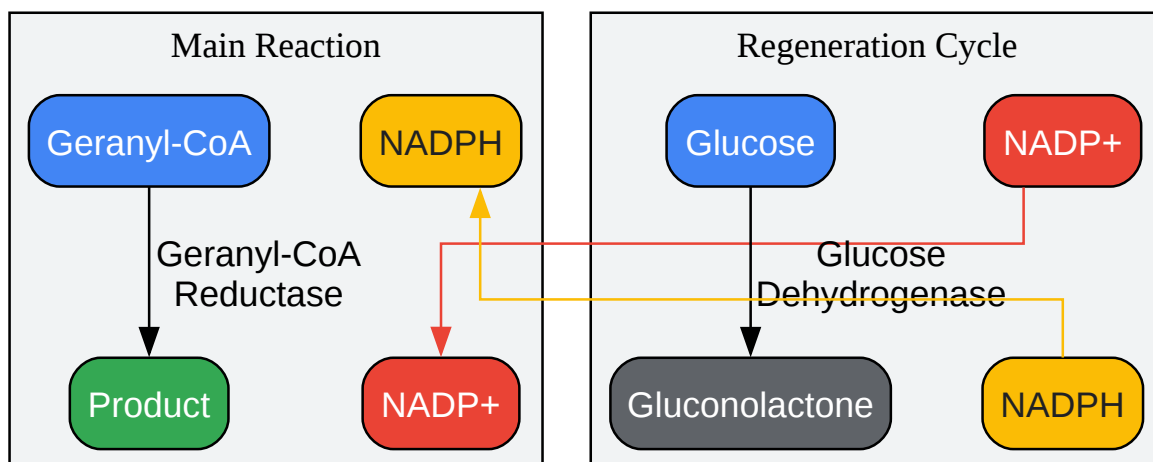 Main Reaction
Geranyl-CoA
NADPH
Geranyl-CoA
Reductase
Product
NADP+
Regeneration Cycle
Glucose
NADP+
Glucose
Dehydrogenase
Gluconolactone
NADPH